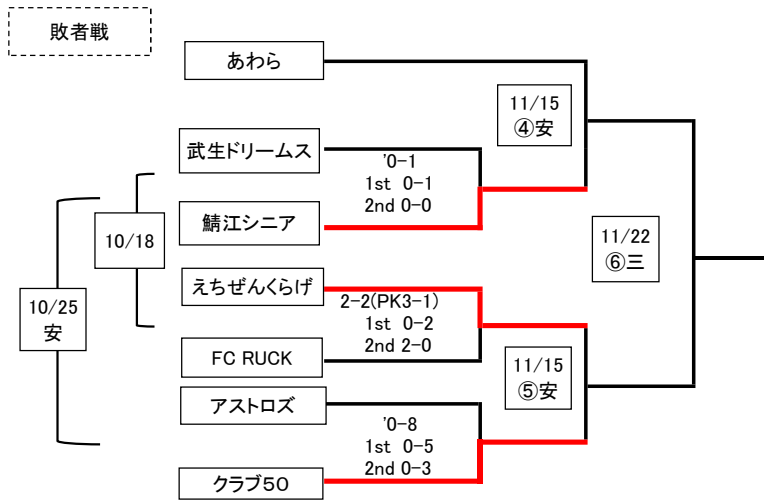 敗者戦
あわら
11/15
④安
武生ドリームス
'0-1
1st 0-1
2nd 0-0
鯖江シニア
10/18
11/22
⑥三
えちぜんくらげ
2-2(PK3-1)
1st 0-2
2nd 2-0
10/25
安
FC RUCK
11/15
⑤安
アストロズ
'0-8
1st 0-5
2nd 0-3
クラブ50